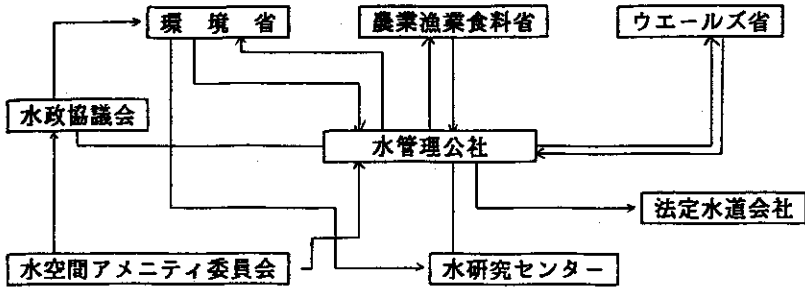 環境省
農業漁業食料省
ウエールズ省
水政協議会
水管理公社
法定水道会社
水空間アメニティ委員会
水研究センター